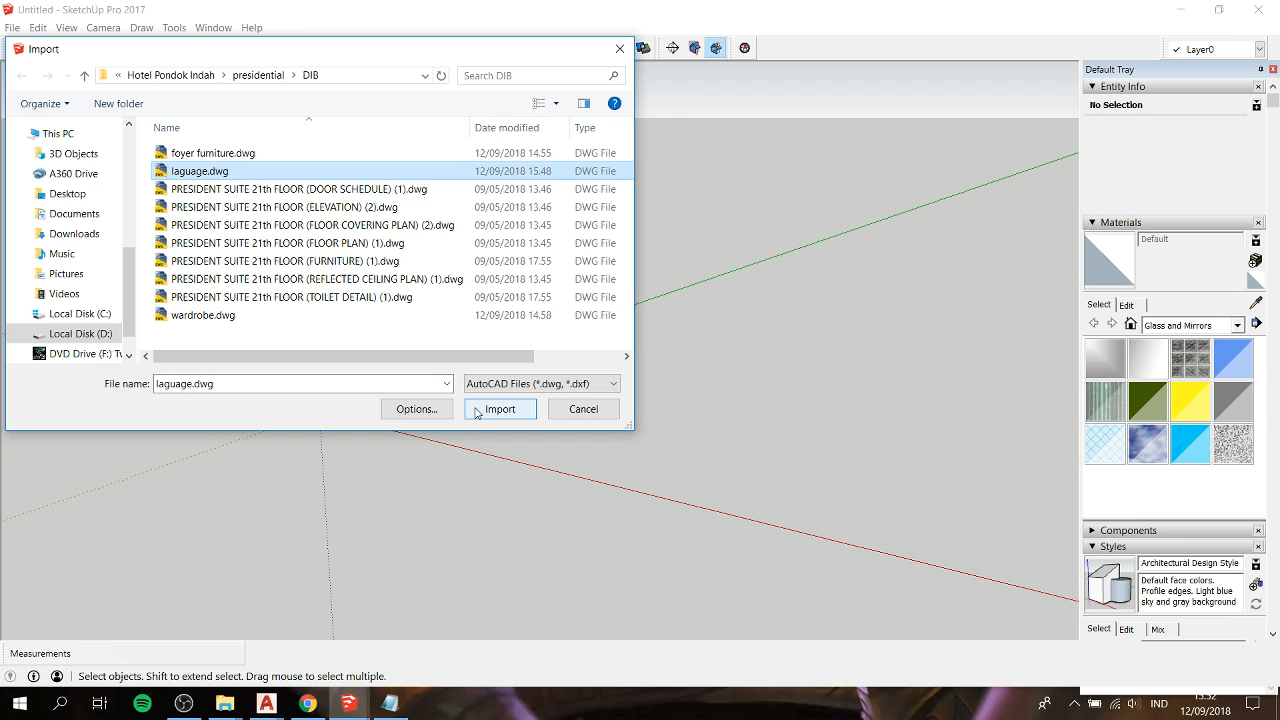 Untitled - SketchUp Pro 2017
File Edit View Camera Draw Tools Window Help
Import
Layer0
« Hotel Pondok Indah presidential DIB
Search DIB
Organize New folder
Name Date modified Type
This PC
3D Objects
A360 Drive
Desktop
Documents
Downloads
Music
Pictures
Videos
Local Disk (C:)
Local Disk (D:)
DVD Drive (F:) Tw
foyer furniture.dwg 12/09/2018 14.55 DWG File
laguage.dwg 12/09/2018 15.48 DWG File
PRESIDENT SUITE 21th FLOOR (DOOR SCHEDULE) (1).dwg 09/05/2018 13.46 DWG File
PRESIDENT SUITE 21th FLOOR (ELEVATION) (2).dwg 09/05/2018 13.46 DWG File
PRESIDENT SUITE 21th FLOOR (FLOOR COVERING PLAN) (2).dwg 09/05/2018 13.45 DWG File
PRESIDENT SUITE 21th FLOOR (FLOOR PLAN) (1).dwg 09/05/2018 13.45 DWG File
PRESIDENT SUITE 21th FLOOR (FURNITURE) (1).dwg 09/05/2018 17.55 DWG File
PRESIDENT SUITE 21th FLOOR (REFLECTED CEILING PLAN) (1).dwg 09/05/2018 13.45 DWG File
PRESIDENT SUITE 21th FLOOR (TOILET DETAIL) (1).dwg 09/05/2018 17.55 DWG File
wardrobe.dwg 12/09/2018 14.58 DWG File
File name: laguage.dwg AutoCAD Files (*.dwg, *.dxf)
Options... Import Cancel
Default Tray
Entity Info
No Selection
Materials
Default
Select Edit
Glass and Mirrors
Components
Styles
Architectural Design Style
Default face colors.
Profile edges. Light blue
sky and gray background
Select Edit Mix
Measurements
Select objects. Shift to extend select. Drag mouse to select multiple.
IND
12/09/2018